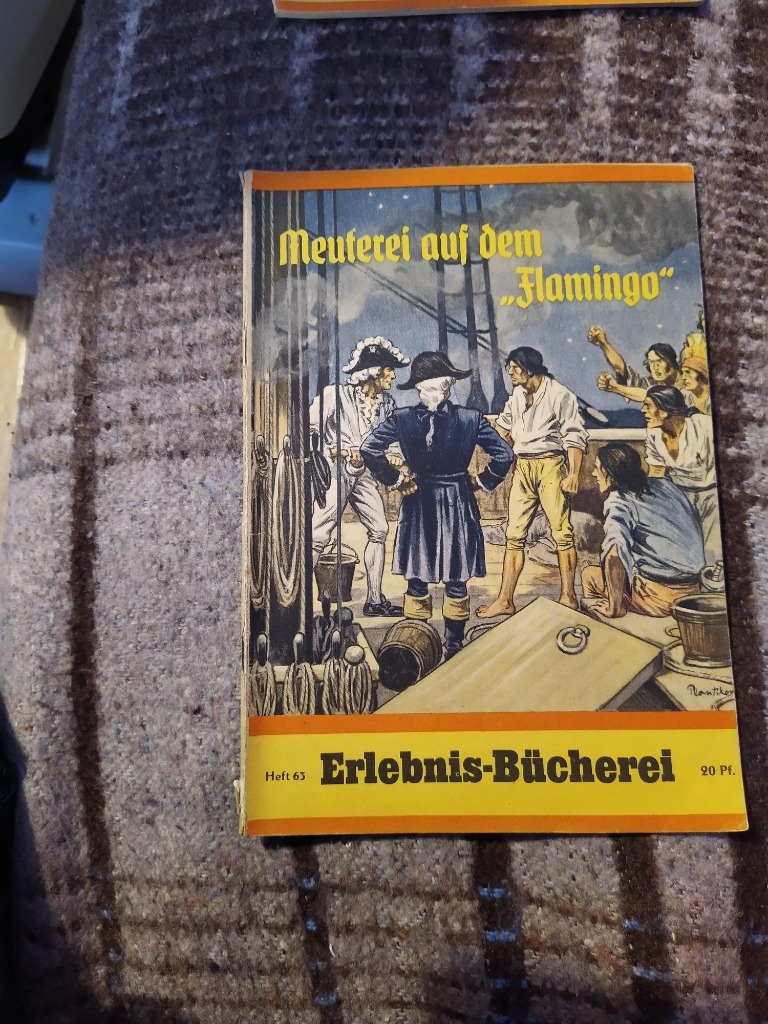 Meuterei auf dem
„Flamingo“
Heft 63 Erlebnis-Bücherei 20 Pf.